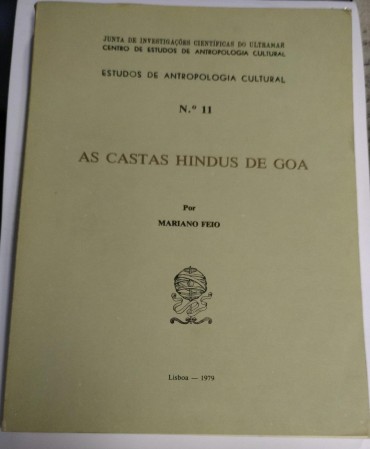 JUNTA DE INVESTIGAÇÕES CIENTÍFICAS DO ULTRAMAR
CENTRO DE ESTUDOS DE ANTROPOLOGIA CULTURAL
ESTUDOS DE ANTROPOLOGIA CULTURAL
N.º 11
AS CASTAS HINDUS DE GOA
Por
MARIANO FEIO
Lisboa — 1979